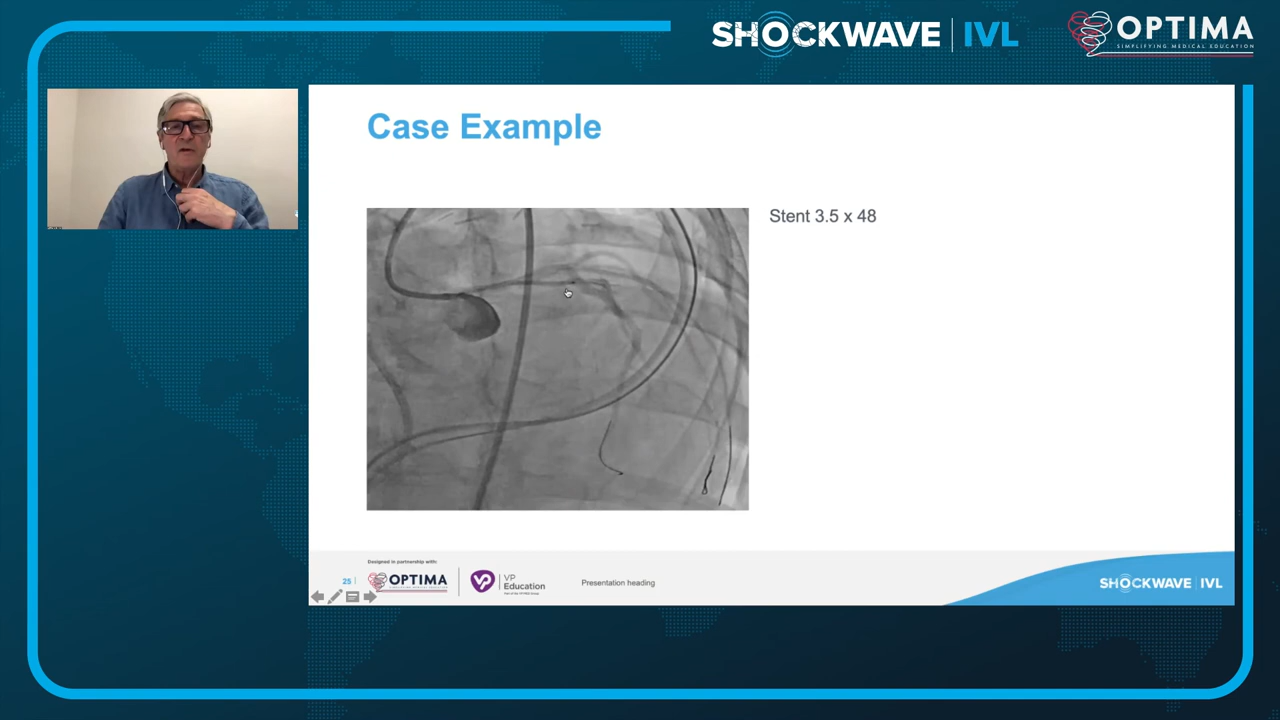 SHOCKWAVE | IVL
OPTIMA
SIMPLIFYING MEDICAL EDUCATION
Case Example
Stent 3.5 x 48
Designed in partnership with:
25
OPTIMA
VP
Education
Presentation heading
SHOCKWAVE | IVL